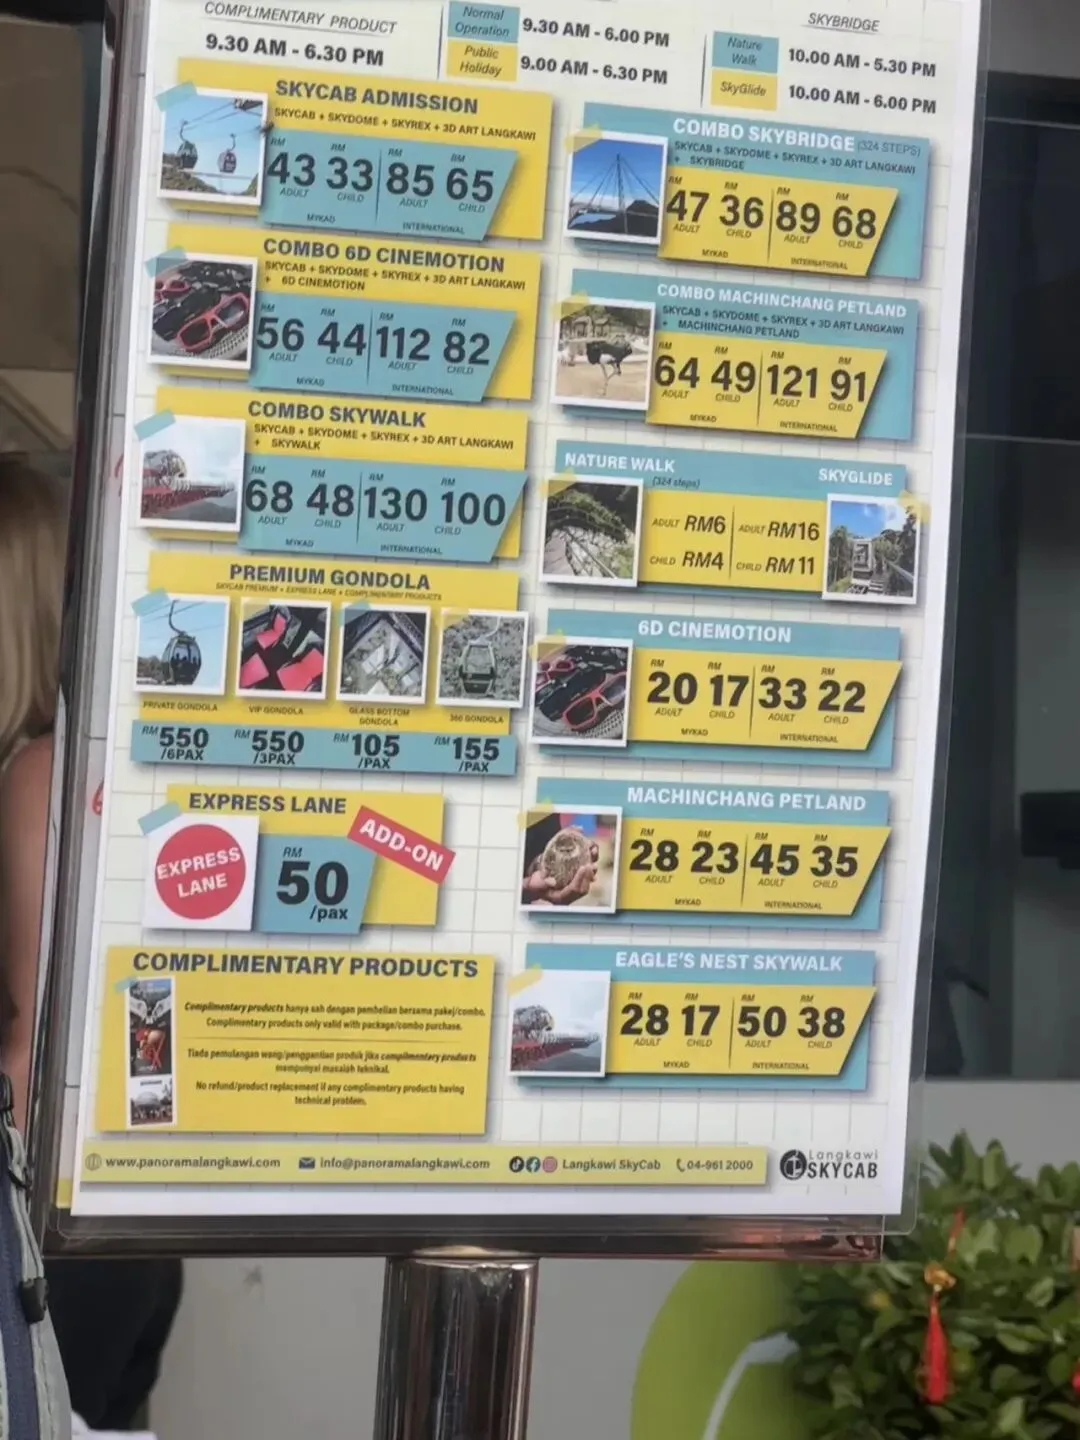 COMPLIMENTARY PRODUCT
9.30 AM - 6.30 PM
Normal Operation 9.30 AM - 6.00 PM
Public Holiday 9.00 AM - 6.30 PM
SKYBRIDGE
Nature Walk 10.00 AM - 5.30 PM
SkyGlide 10.00 AM - 6.00 PM
SKYCAB ADMISSION
SKYCAB + SKYDOME + SKYREX + 3D ART LANGKAWI
RM RM RM RM
43 33 85 65
ADULT CHILD ADULT CHILD
MYKAD INTERNATIONAL
COMBO 6D CINEMOTION
SKYCAB + SKYDOME + SKYREX + 3D ART LANGKAWI
+ 6D CINEMOTION
RM RM RM RM
56 44 112 82
ADULT CHILD ADULT CHILD
MYKAD INTERNATIONAL
COMBO SKYWALK
SKYCAB + SKYDOME + SKYREX + 3D ART LANGKAWI
+ SKYWALK
RM RM RM RM
68 48 130 100
ADULT CHILD ADULT CHILD
MYKAD INTERNATIONAL
PREMIUM GONDOLA
SKYCAB PREMIUM + EXPRESS LANE + COMPLIMENTARY PRODUCTS
PRIVATE GONDOLA VIP GONDOLA GLASS BOTTOM GONDOLA 360 GONDOLA
RM 550 /6PAX RM 550 /3PAX RM 105 /PAX RM 155 /PAX
EXPRESS LANE
ADD-ON
EXPRESS
LANE
RM
50
/pax
COMPLIMENTARY PRODUCTS
Complimentary products hanya sah dengan pembelian bersama pakej/combo.
Complimentary products only valid with package/combo purchase.
Tiada pemulangan wang/penggantian produk jika complimentary products
mempunyai masalah teknikal.
No refund/product replacement if any complimentary products having
technical problem.
COMBO SKYBRIDGE (324 STEPS)
SKYCAB + SKYDOME + SKYREX + 3D ART LANGKAWI
+ SKYBRIDGE
RM RM RM RM
47 36 89 68
ADULT CHILD ADULT CHILD
MYKAD INTERNATIONAL
COMBO MACHINCHANG PETLAND
SKYCAB + SKYDOME + SKYREX + 3D ART LANGKAWI
+ MACHINCHANG PETLAND
RM RM RM RM
64 49 121 91
ADULT CHILD ADULT CHILD
MYKAD INTERNATIONAL
NATURE WALK SKYGLIDE
(324 steps)
ADULT RM6 ADULT RM16
CHILD RM4 CHILD RM 11
6D CINEMOTION
RM RM RM RM
20 17 33 22
ADULT CHILD ADULT CHILD
MYKAD INTERNATIONAL
MACHINCHANG PETLAND
RM RM RM RM
28 23 45 35
ADULT CHILD ADULT CHILD
MYKAD INTERNATIONAL
EAGLE'S NEST SKYWALK
RM RM RM RM
28 17 50 38
ADULT CHILD ADULT CHILD
MYKAD INTERNATIONAL
www.panoramalangkawi.com info@panoramalangkawi.com Langkawi SkyCab 04-961 2000
Langkawi
SKYCAB